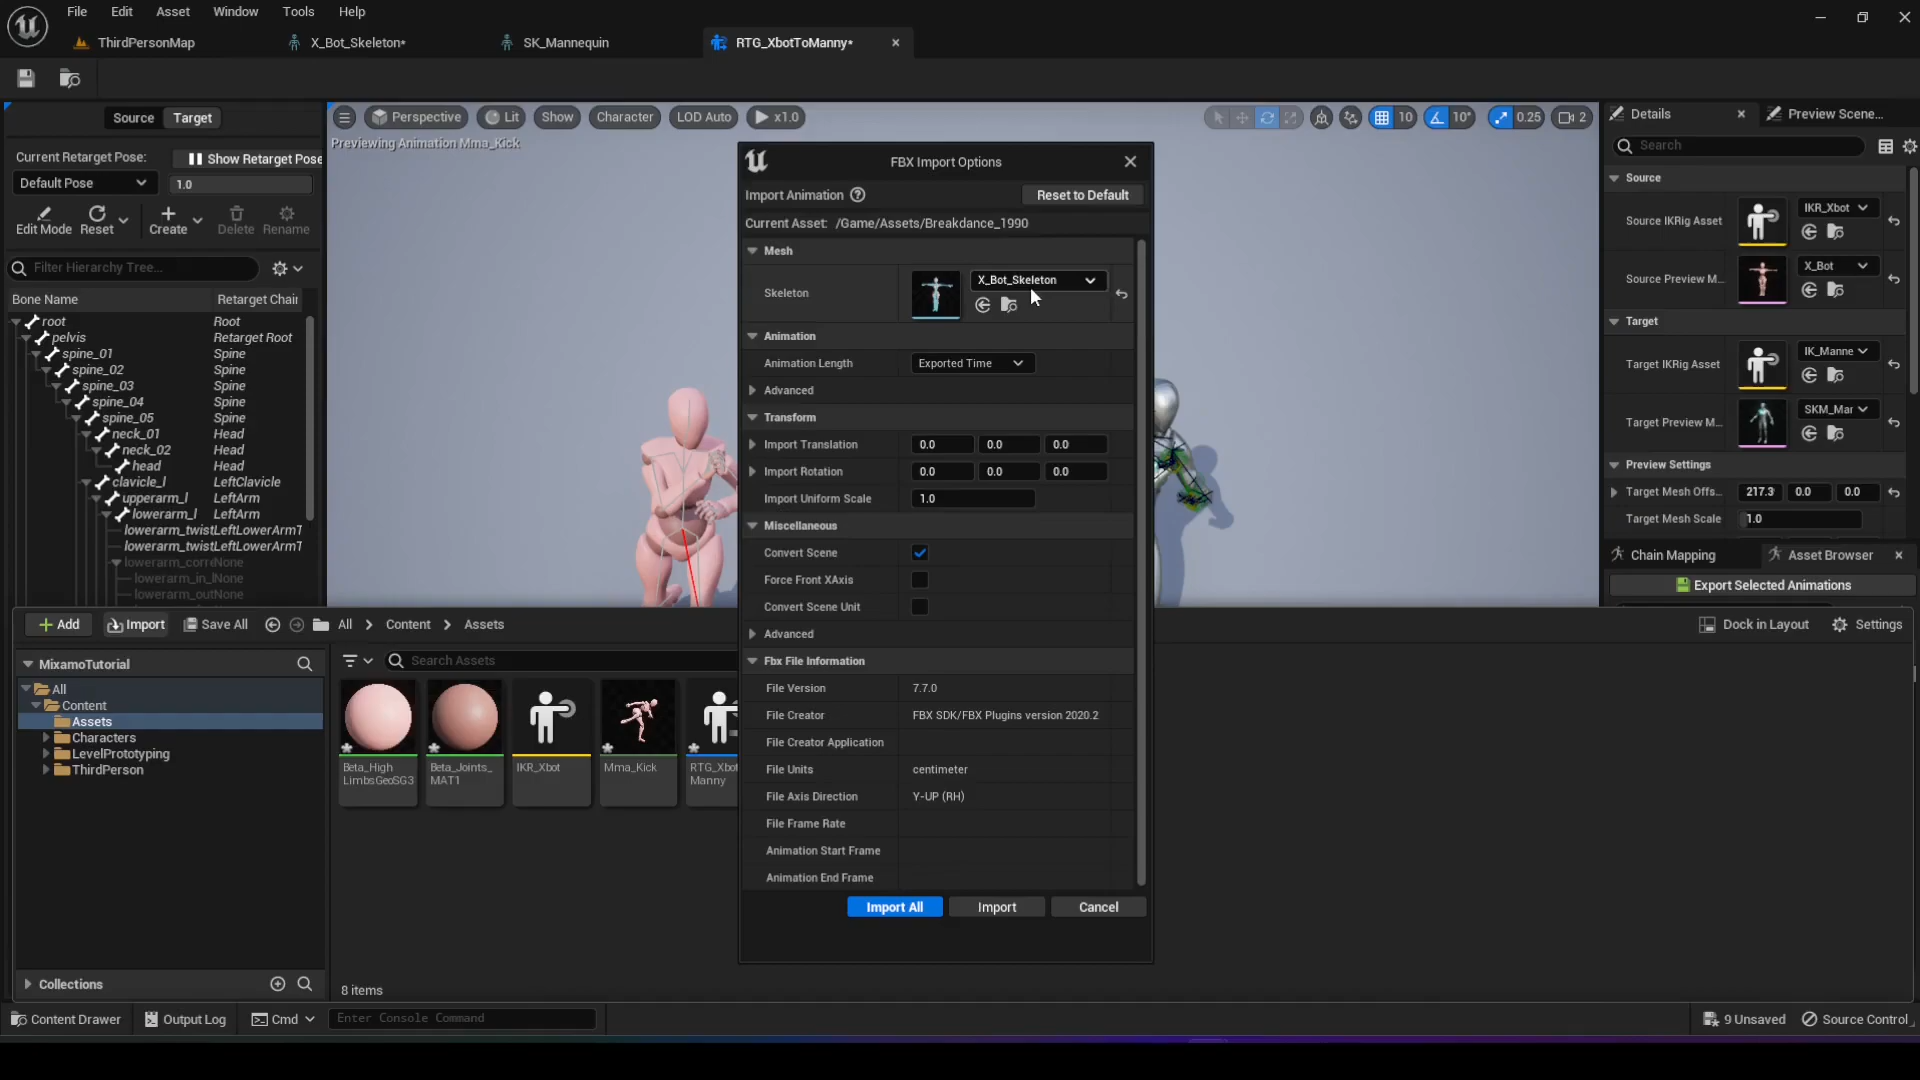 File Edit Asset Window Tools Help
ThirdPersonMap X_Bot_Skeleton* SK_Mannequin RTG_XbotToManny*
Source Target
Current Retarget Pose: Show Retarget Pose
Default Pose 1.0
Edit Mode Reset Create Delete Rename
Filter Hierarchy Tree...
Bone Name Retarget Chain
root Root
pelvis Retarget Root
spine_01 Spine
spine_02 Spine
spine_03 Spine
spine_04 Spine
spine_05 Spine
neck_01 Head
neck_02 Head
head Head
clavicle_l LeftClavicle
upperarm_l LeftArm
lowerarm_l LeftArm
lowerarm_twistLeftLowerArmT
lowerarm_twistLeftLowerArmT
lowerarm_correNone
lowerarm_in_lNone
lowerarm_outNone
Perspective Lit Show Character LOD Auto x1.0
10 10° 0.25 2
Previewing Animation Mma_Kick
FBX Import Options
Import Animation ? Reset to Default
Current Asset: /Game/Assets/Breakdance_1990
Mesh
Skeleton X_Bot_Skeleton
Animation
Animation Length Exported Time
Advanced
Transform
Import Translation 0.0 0.0 0.0
Import Rotation 0.0 0.0 0.0
Import Uniform Scale 1.0
Miscellaneous
Convert Scene
Force Front XAxis
Convert Scene Unit
Advanced
Fbx File Information
File Version 7.7.0
File Creator FBX SDK/FBX Plugins version 2020.2
File Creator Application
File Units centimeter
File Axis Direction Y-UP (RH)
File Frame Rate
Animation Start Frame
Animation End Frame
Import All Import Cancel
Details Preview Scene...
Search
Source
Source IKRig Asset IKR_Xbot
Source Preview M... X_Bot
Target
Target IKRig Asset IK_Manne
Target Preview M... SKM_Mar
Preview Settings
Target Mesh Offs... 217.3 0.0 0.0
Target Mesh Scale 1.0
Chain Mapping Asset Browser
Export Selected Animations
Add Import Save All All > Content > Assets Dock in Layout Settings
MixamoTutorial
All
Content
Assets
Characters
LevelPrototyping
ThirdPerson
Collections
Search Assets
Beta_High
LimbsGeoSG3
Beta_Joints_
MAT1
IKR_Xbot
Mma_Kick
RTG_Xbot
Manny
8 items
Content Drawer Output Log Cmd Enter Console Command 9 Unsaved Source Control